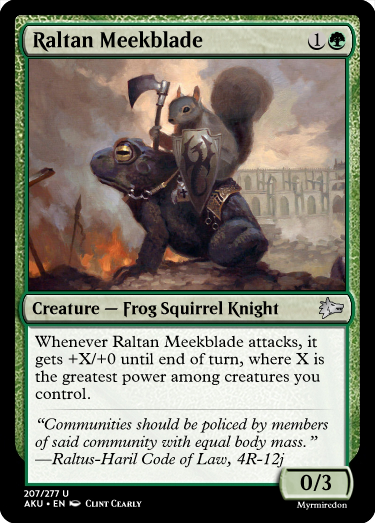 Raltan Meekblade 1
Creature — Frog Squirrel Knight
Whenever Raltan Meekblade attacks, it
gets +X/+0 until end of turn, where X is
the greatest power among creatures you
control.
“Communities should be policed by members
of said community with equal body mass.”
—Raltus-Haril Code of Law, 4R-12j
0/3
207/277 U
AKU • EN Clint Cearly
Myrmiredon